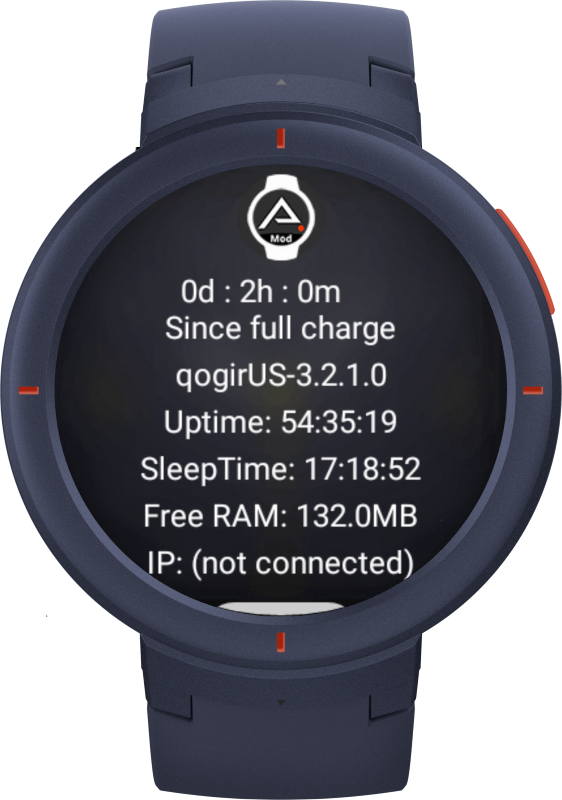 Mod
0d : 2h : 0m
Since full charge
qogirUS-3.2.1.0
Uptime: 54:35:19
SleepTime: 17:18:52
Free RAM: 132.0MB
IP: (not connected)